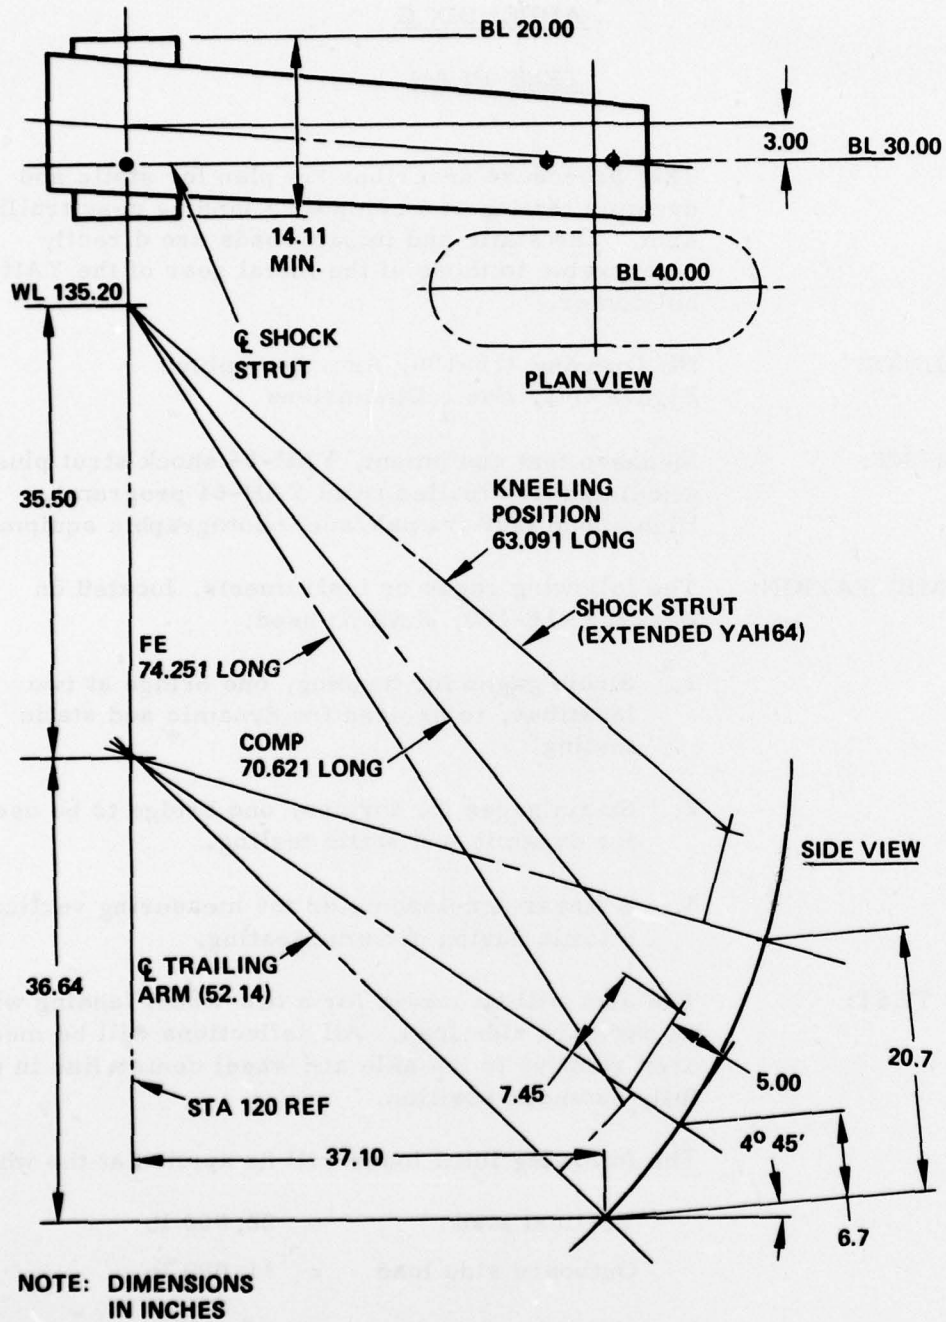 BL 20.00
3.00
BL 30.00
14.11
MIN.
BL 40.00
WL 135.20
℄ SHOCK
STRUT
PLAN VIEW
35.50
KNEELING
POSITION
63.091 LONG
SHOCK STRUT
(EXTENDED YAH64)
FE
74.251 LONG
COMP
70.621 LONG
SIDE VIEW
℄ TRAILING
ARM (52.14)
36.64
20.7
7.45
5.00
STA 120 REF
4° 45'
37.10
6.7
NOTE: DIMENSIONS
IN INCHES